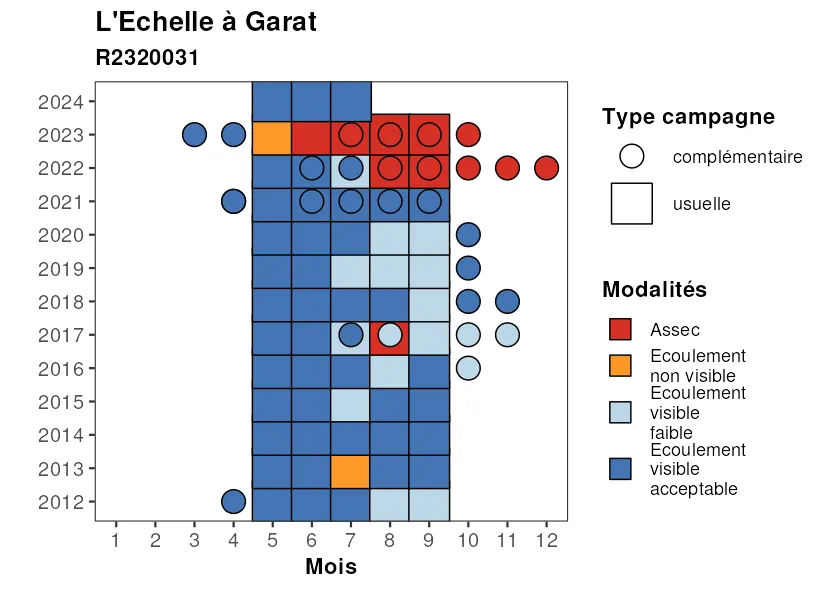 L'Echelle à Garat
R2320031
2024
2023
2022
2021
2020
2019
2018
2017
2016
2015
2014
2013
2012
1 2 3 4 5 6 7 8 9 10 11 12
Mois
Type campagne
complémentaire
usuelle
Modalités
Assec
Ecoulement
non visible
Ecoulement
visible
faible
Ecoulement
visible
acceptable